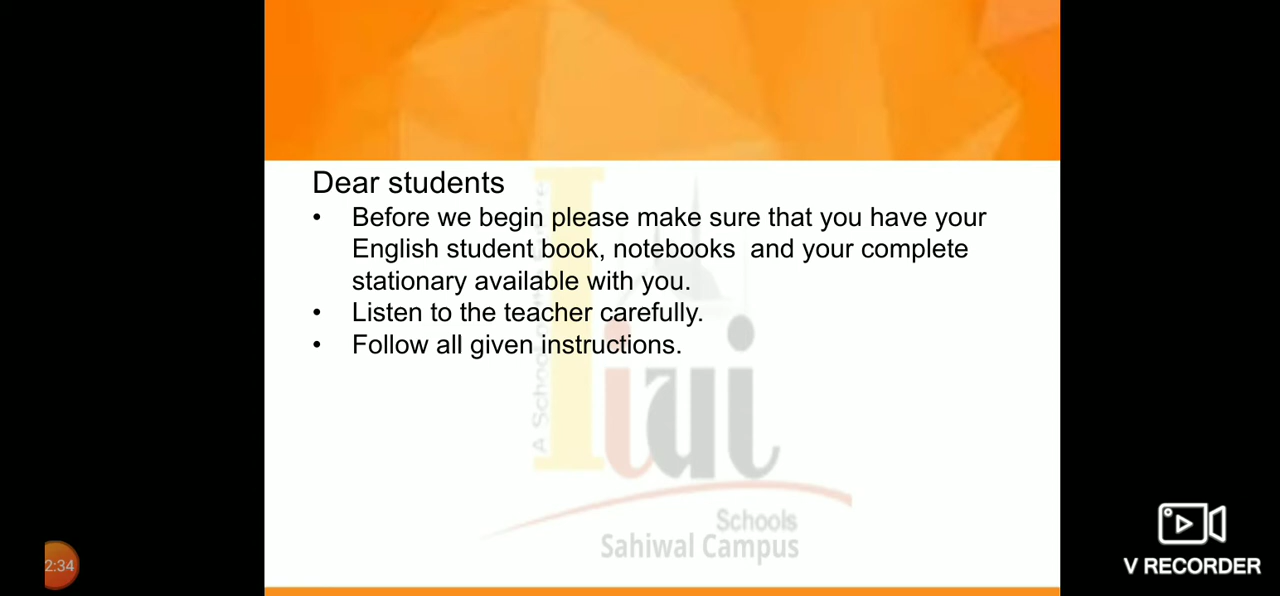 Dear students
• Before we begin please make sure that you have your
English student book, notebooks and your complete
stationary available with you.
• Listen to the teacher carefully.
• Follow all given instructions.
A School
Iiui
Schools
Sahiwal Campus
2:34
V RECORDER